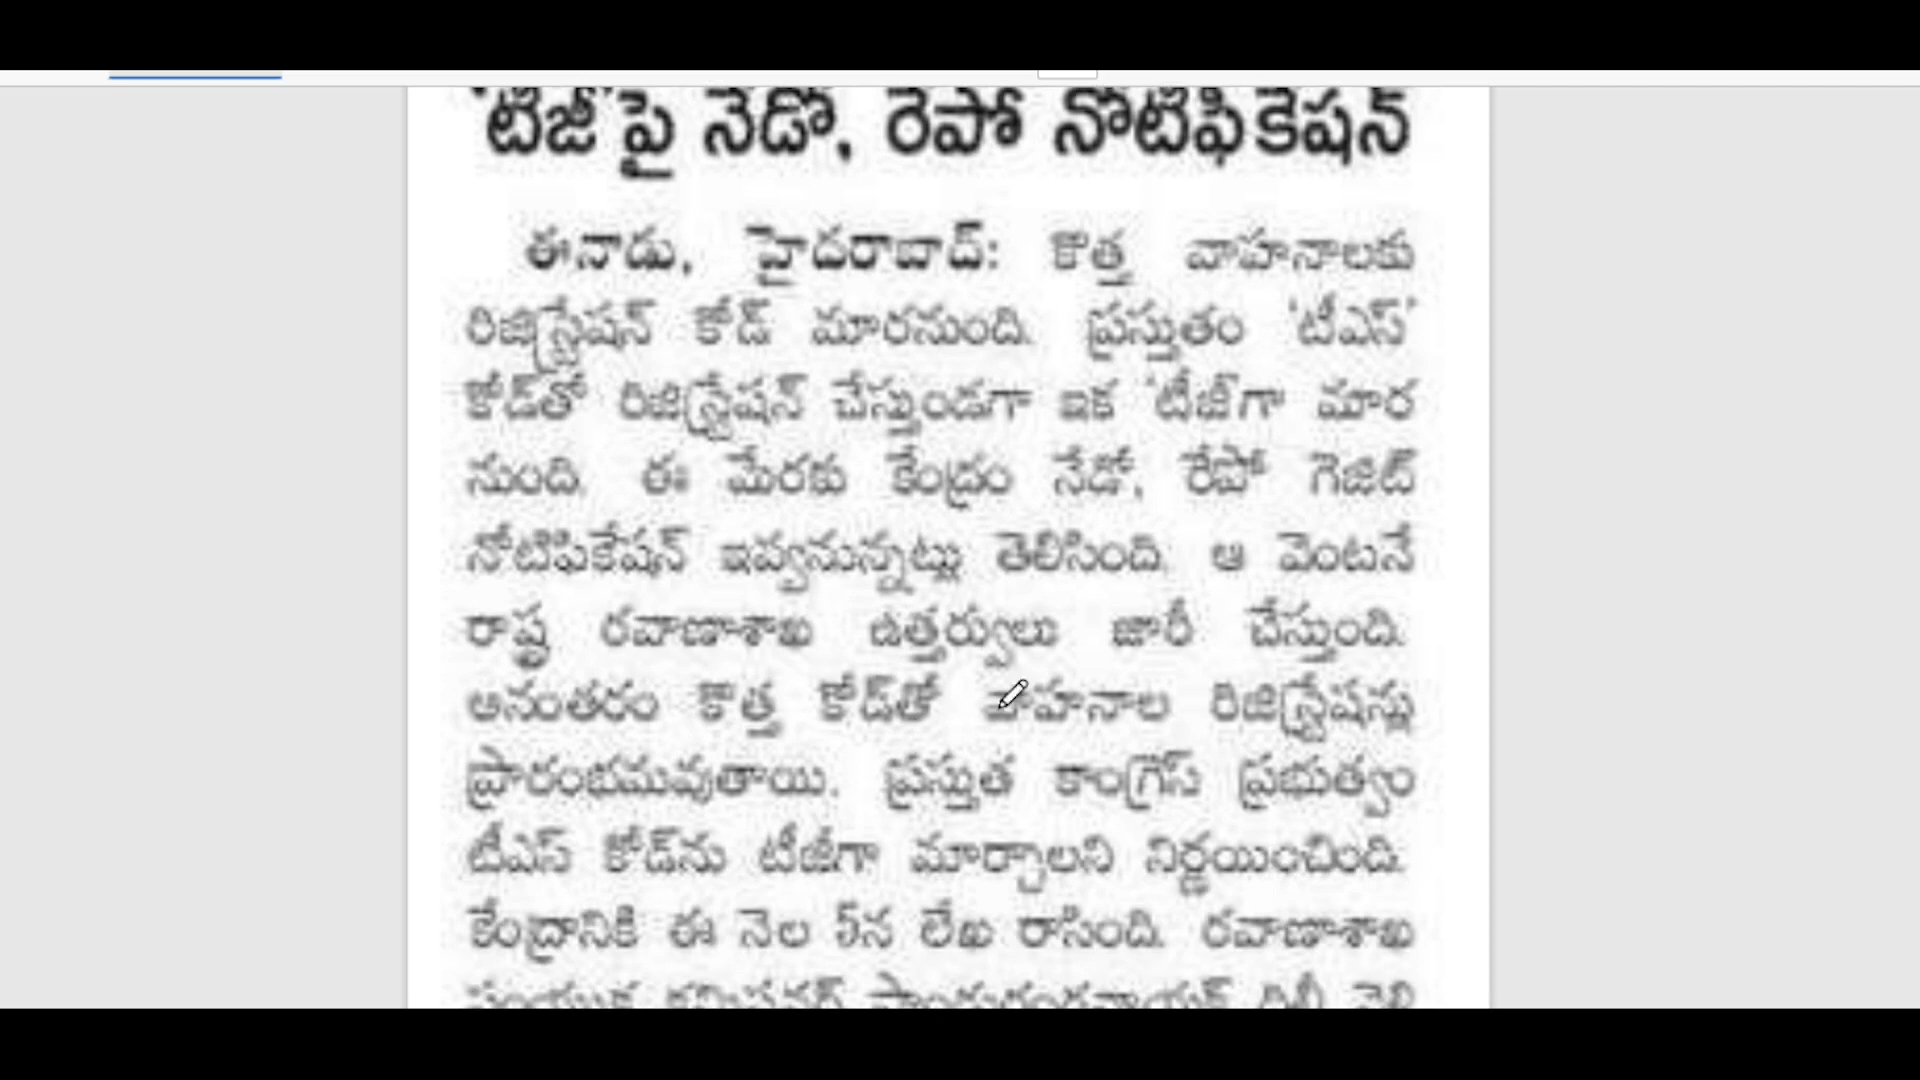 'టీజీ'పై నేడో, రేపో నోటిఫికేషన్
ఈనాడు, హైదరాబాద్: కొత్త వాహనాలకు
రిజిస్ట్రేషన్ కోడ్ మారనుంది. ప్రస్తుతం 'టీఎస్'
కోడ్‌తో రిజిస్ట్రేషన్ చేస్తుండగా ఇక 'టీజీ'గా మార
నుంది. ఈ మేరకు కేంద్రం నేడో, రేపో గెజిట్
నోటిఫికేషన్ ఇవ్వనున్నట్లు తెలిసింది. ఆ వెంటనే
రాష్ట్ర రవాణాశాఖ ఉత్తర్వులు జారీ చేస్తుంది.
అనంతరం కొత్త కోడ్‌తో వాహనాల రిజిస్ట్రేషన్లు
ప్రారంభమవుతాయి. ప్రస్తుత కాంగ్రెస్ ప్రభుత్వం
టీఎస్ కోడ్‌ను టీజీగా మార్చాలని నిర్ణయించింది.
కేంద్రానికి ఈ నెల 5న లేఖ రాసింది. రవాణాశాఖ